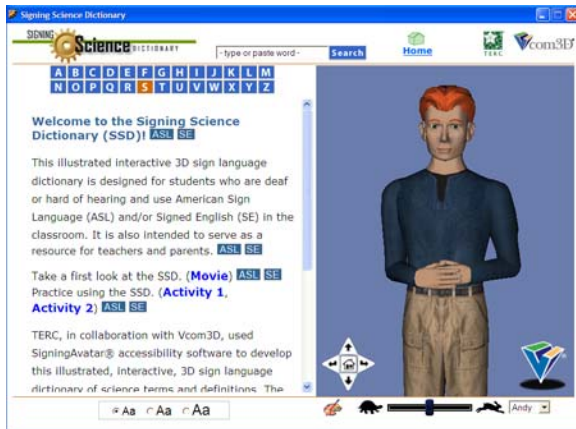 Signing Science Dictionary
SIGNING
Science DICTIONARY
- type or paste word -
Search
Home
TERC
Vcom3D
A B C D E F G H I J K L M
N O P Q R S T U V W X Y Z
Welcome to the Signing Science
Dictionary (SSD)! ASL SE
This illustrated interactive 3D sign language
dictionary is designed for students who are deaf
or hard of hearing and use American Sign
Language (ASL) and/or Signed English (SE) in the
classroom. It is also intended to serve as a
resource for teachers and parents. ASL SE
Take a first look at the SSD. (Movie) ASL SE
Practice using the SSD. (Activity 1,
Activity 2) ASL SE
TERC, in collaboration with Vcom3D, used
SigningAvatar® accessibility software to develop
this illustrated, interactive, 3D sign language
dictionary of science terms and definitions. The
Aa Aa Aa
Andy